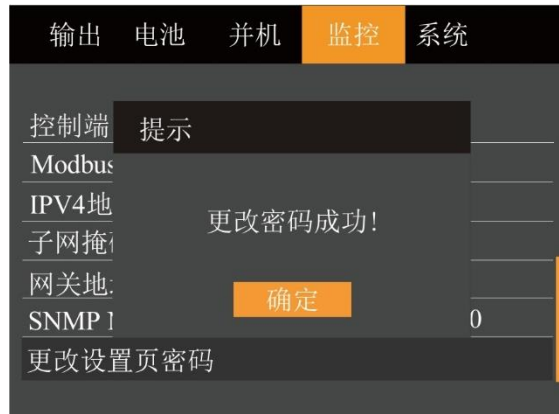 输出 电池 并机 监控 系统
控制端
提示
Modbus
IPV4地
更改密码成功!
子网掩
网关地
确定
SNMP 0
更改设置页密码